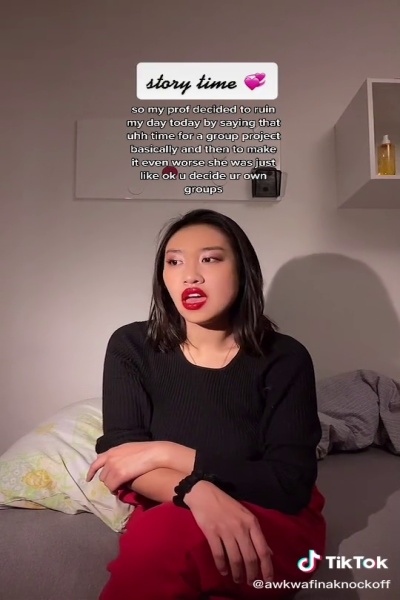 story time 💞
so my prof decided to ruin
my day today by saying that
uhh time for a group project
basically and then to make
it even worse she was just
like ok u decide ur own
groups
TikTok
@awkwafinaknockoff